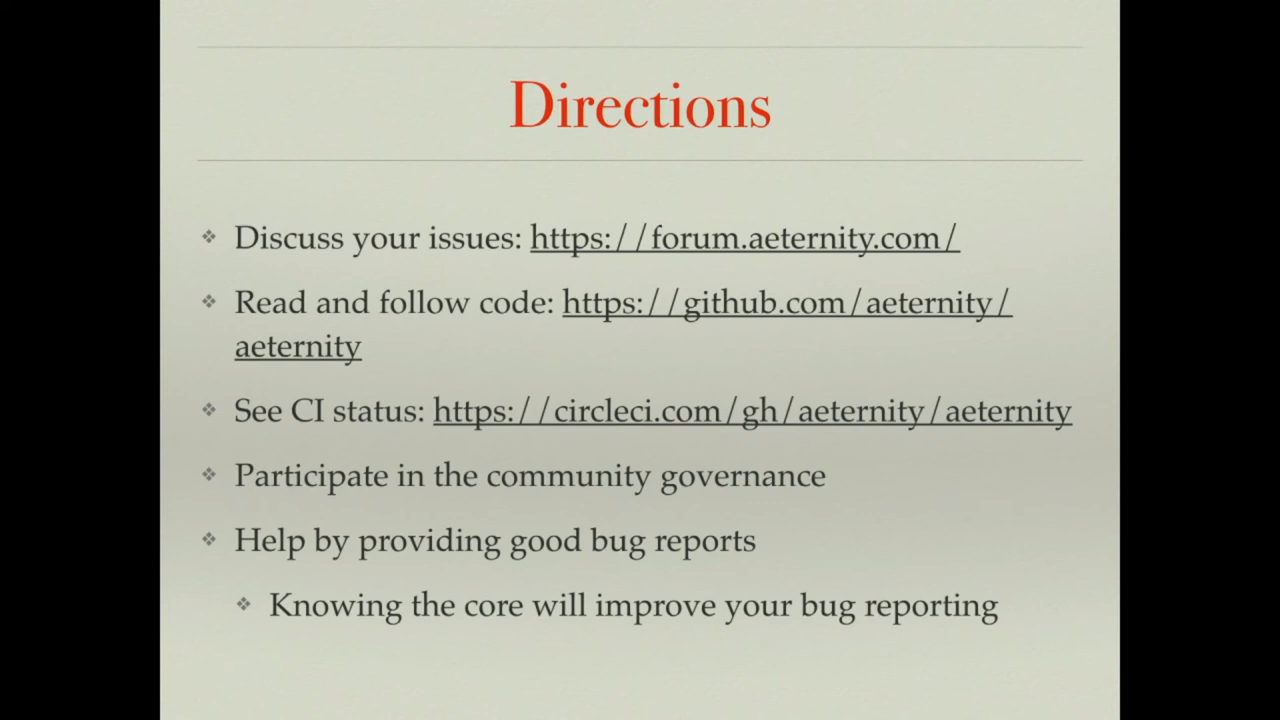 Directions
Discuss your issues: https://forum.aeternity.com/
Read and follow code: https://github.com/aeternity/
aeternity
See CI status: https://circleci.com/gh/aeternity/aeternity
Participate in the community governance
Help by providing good bug reports
Knowing the core will improve your bug reporting